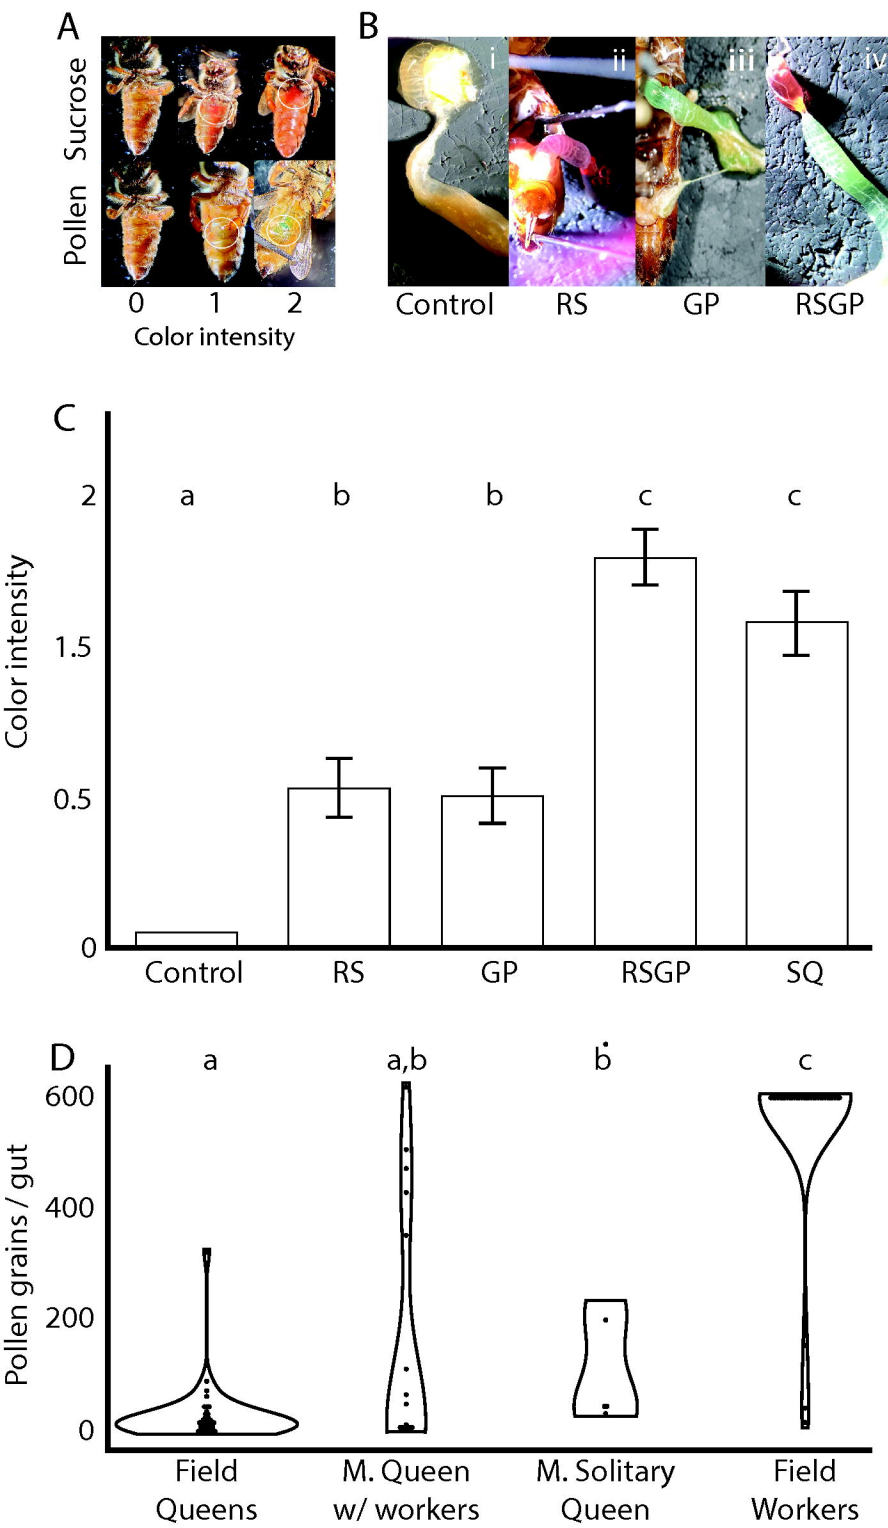 A
Sucrose
Pollen
0 1 2
Color intensity
B
i ii iii iv
Control RS GP RSGP
C
Color intensity
a b b c c
2
1.5
0.5
0
Control RS GP RSGP SQ
D
Pollen grains / gut
a a,b b c
600
400
200
0
Field M. Queen M. Solitary Field
Queens w/ workers Queen Workers